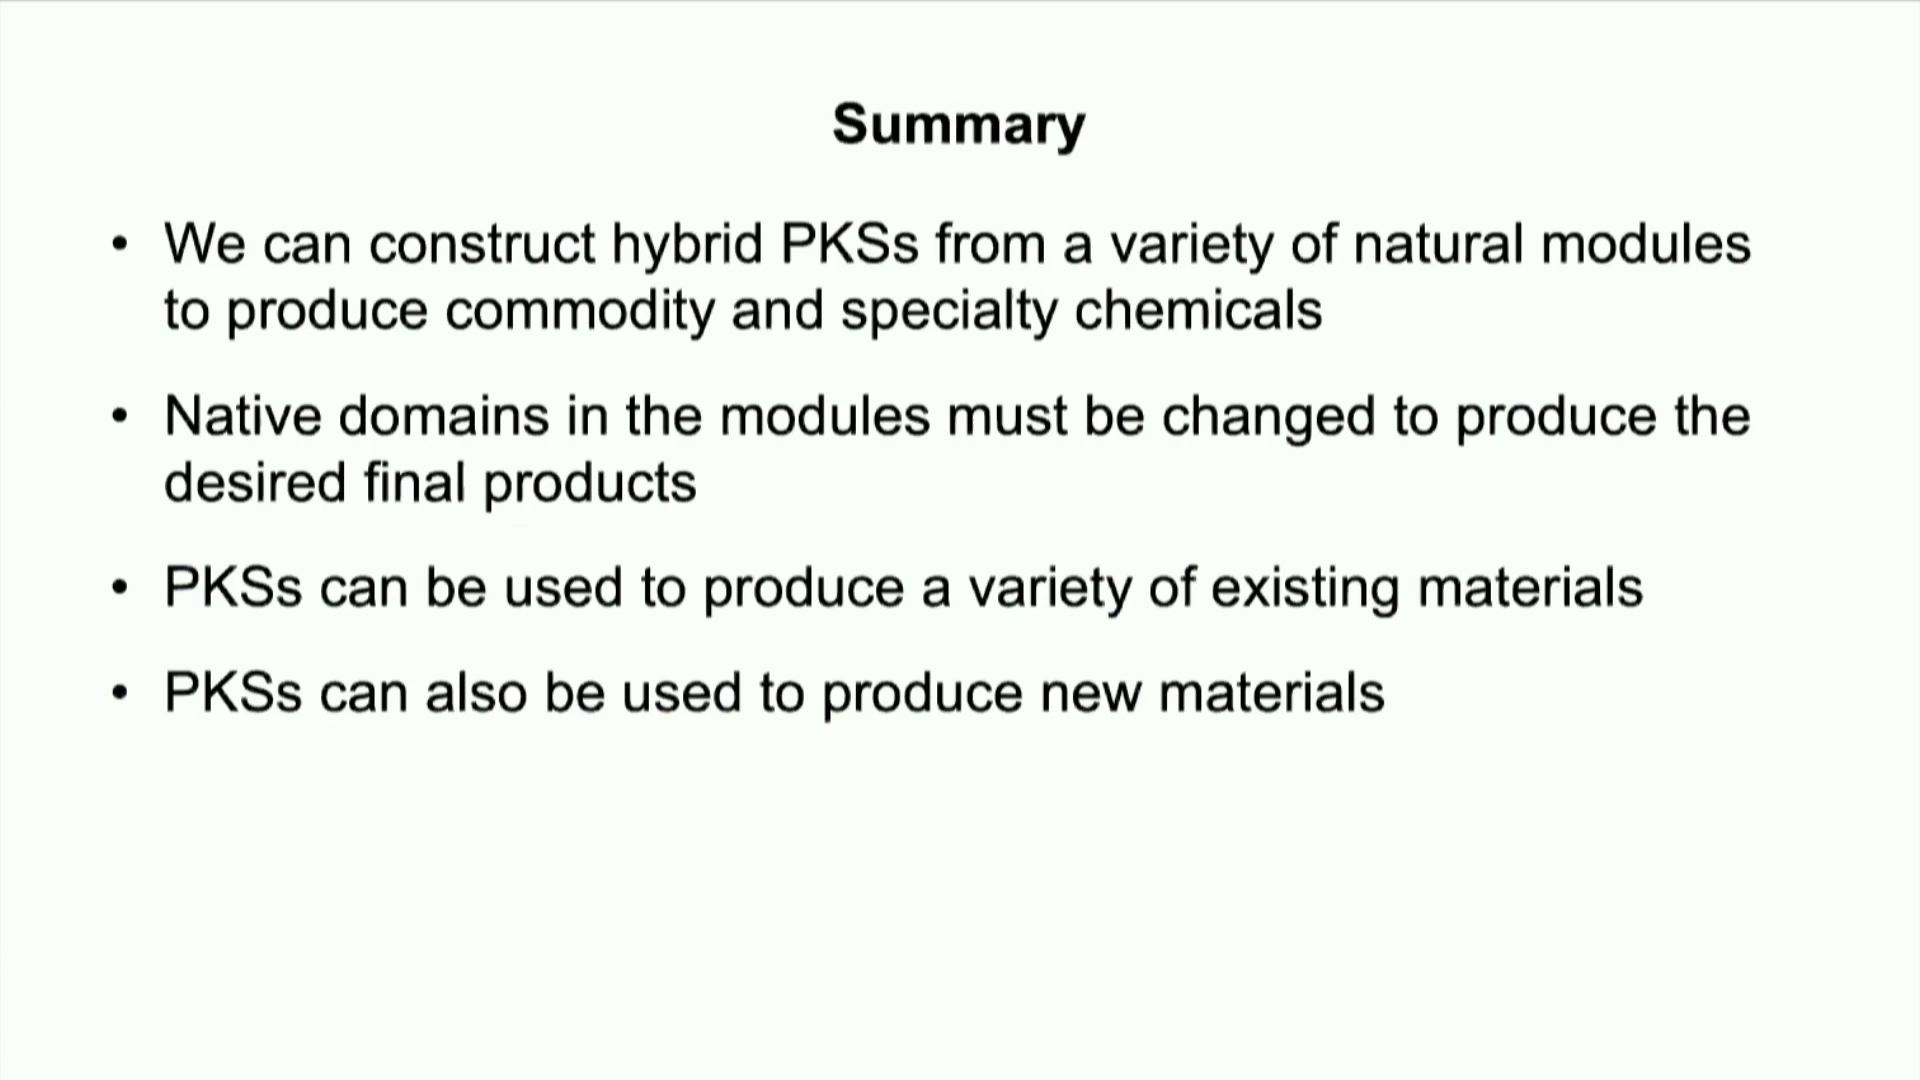 Summary
• We can construct hybrid PKSs from a variety of natural modules
to produce commodity and specialty chemicals
• Native domains in the modules must be changed to produce the
desired final products
• PKSs can be used to produce a variety of existing materials
• PKSs can also be used to produce new materials